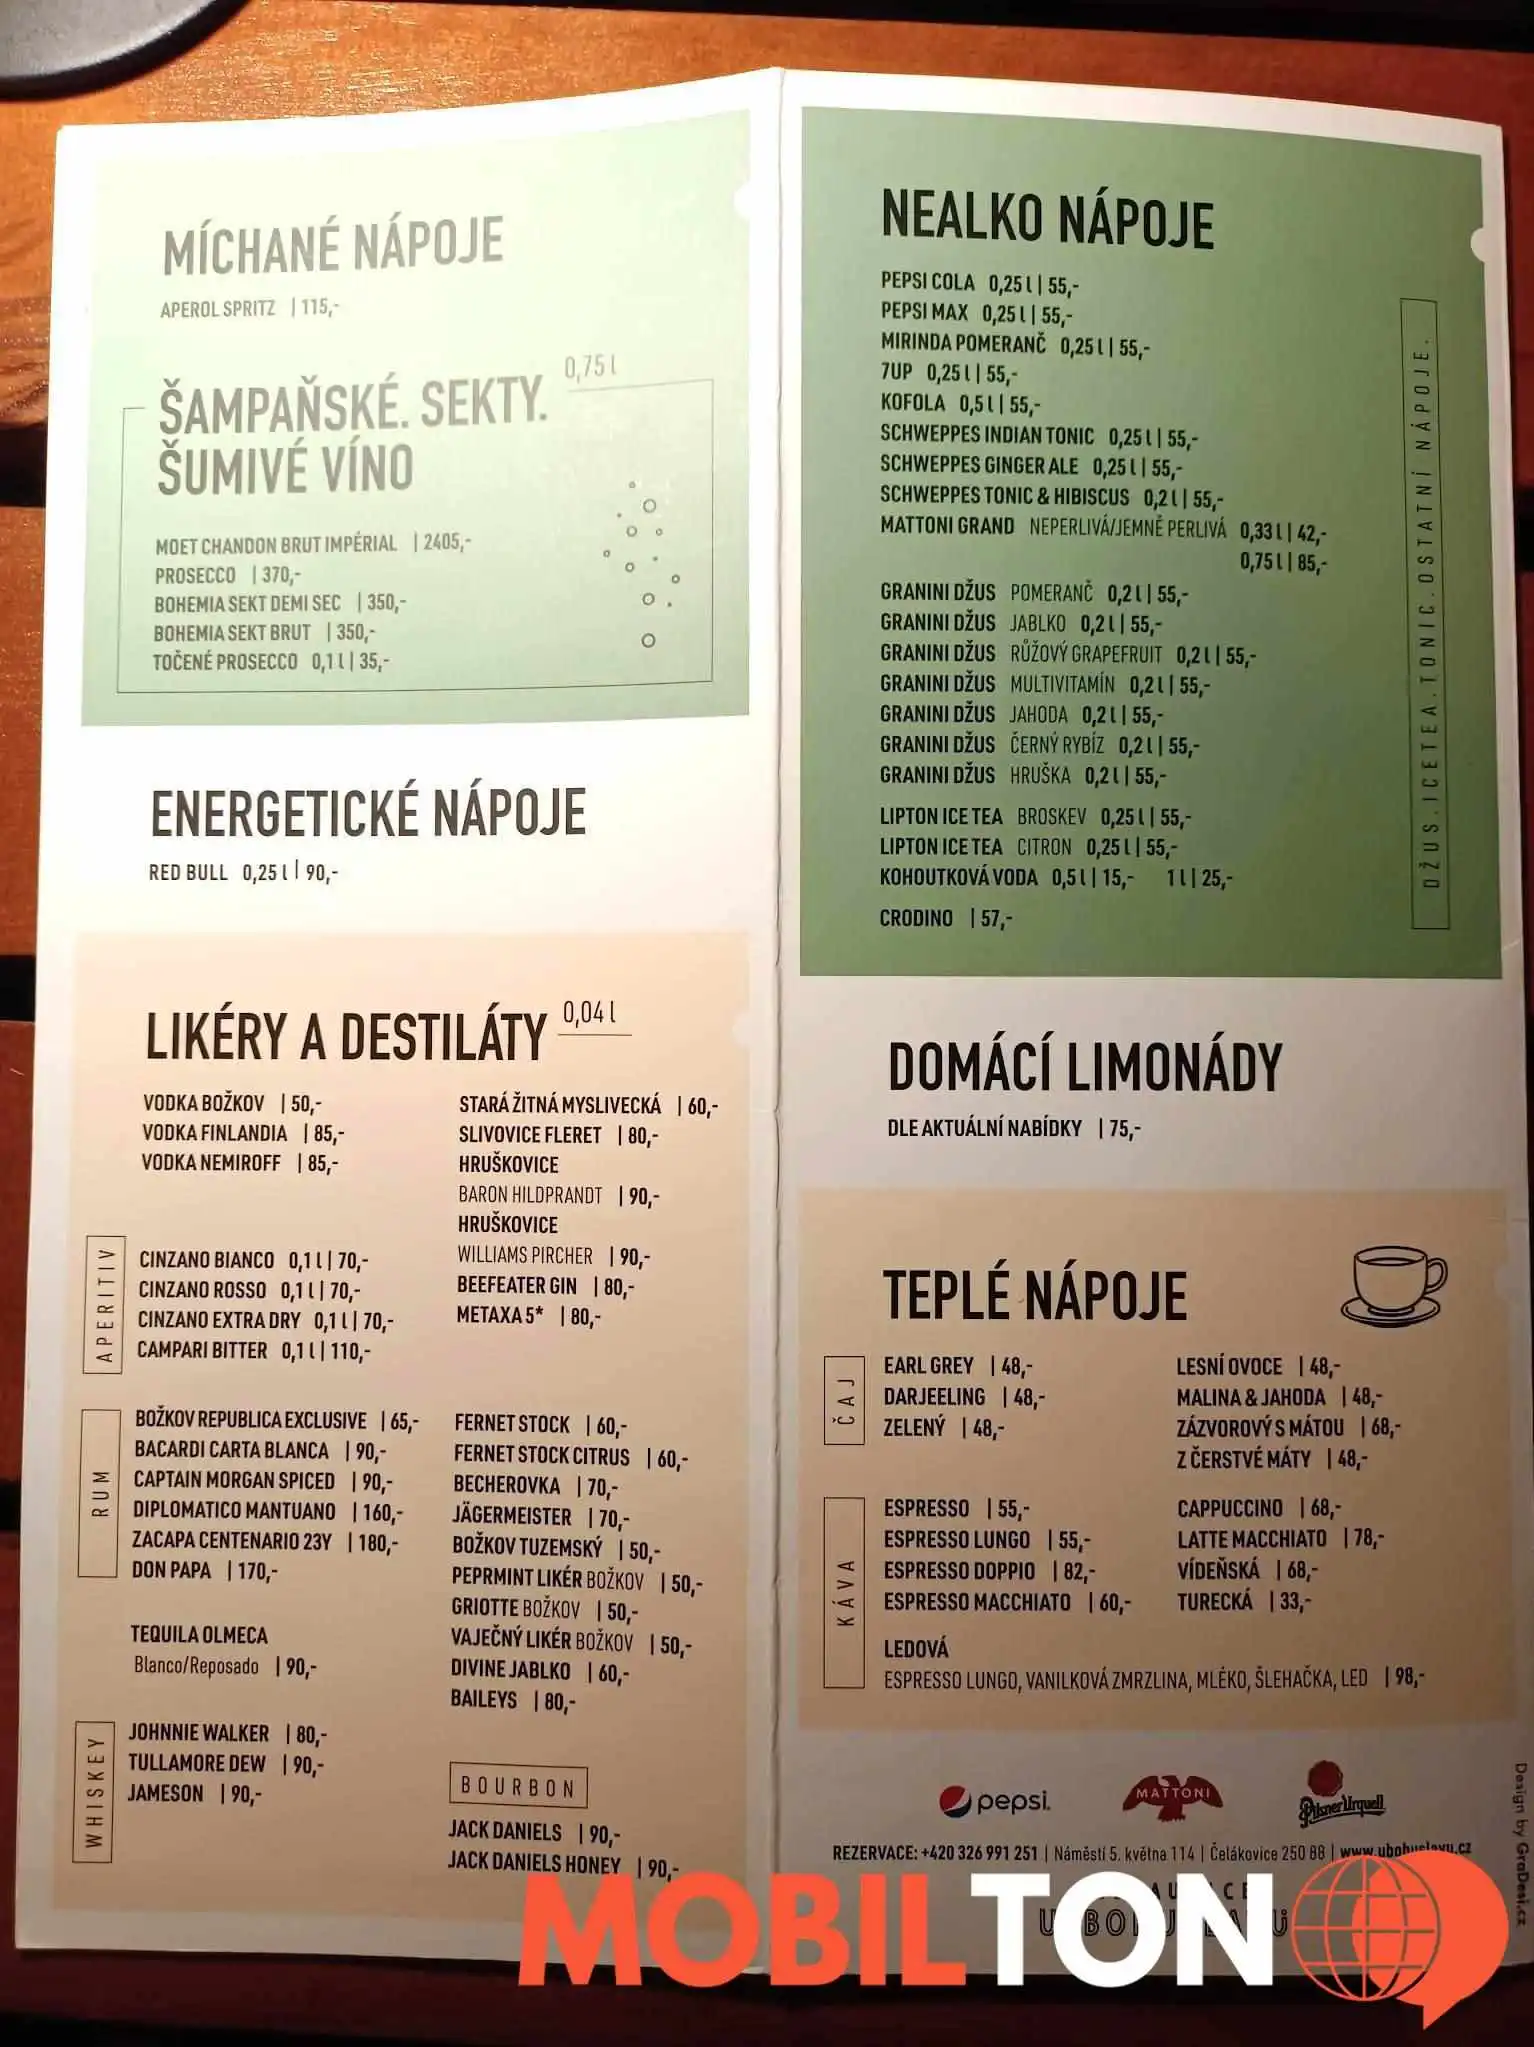 MÍCHANÉ NÁPOJE
APEROL SPRITZ | 115,-
ŠAMPAŇSKÉ. SEKTY. 0,75 l
ŠUMIVÉ VÍNO
MOET CHANDON BRUT IMPÉRIAL | 2405,-
PROSECCO | 370,-
BOHEMIA SEKT DEMI SEC | 350,-
BOHEMIA SEKT BRUT | 350,-
TOČENÉ PROSECCO 0,1 l | 35,-
ENERGETICKÉ NÁPOJE
RED BULL 0,25 l | 90,-
LIKÉRY A DESTILÁTY 0,04 l
VODKA BOŽKOV | 50,-
VODKA FINLANDIA | 85,-
VODKA NEMIROFF | 85,-
APERITIV
CINZANO BIANCO 0,1 l | 70,-
CINZANO ROSSO 0,1 l | 70,-
CINZANO EXTRA DRY 0,1 l | 70,-
CAMPARI BITTER 0,1 l | 110,-
RUM
BOŽKOV REPUBLICA EXCLUSIVE | 65,-
BACARDI CARTA BLANCA | 90,-
CAPTAIN MORGAN SPICED | 90,-
DIPLOMATICO MANTUANO | 160,-
ZACAPA CENTENARIO 23Y | 180,-
DON PAPA | 170,-
TEQUILA OLMECA
Blanco/Reposado | 90,-
WHISKEY
JOHNNIE WALKER | 80,-
TULLAMORE DEW | 90,-
JAMESON | 90,-
STARÁ ŽITNÁ MYSLIVECKÁ | 60,-
SLIVOVICE FLERET | 80,-
HRUŠKOVICE
BARON HILDPRANDT | 90,-
HRUŠKOVICE
WILLIAMS PIRCHER | 90,-
BEEFEATER GIN | 80,-
METAXA 5* | 80,-
FERNET STOCK | 60,-
FERNET STOCK CITRUS | 60,-
BECHEROVKA | 70,-
JÄGERMEISTER | 70,-
BOŽKOV TUZEMSKÝ | 50,-
PEPRMINT LIKÉR BOŽKOV | 50,-
GRIOTTE BOŽKOV | 50,-
VAJEČNÝ LIKÉR BOŽKOV | 50,-
DIVINE JABLKO | 60,-
BAILEYS | 80,-
BOURBON
JACK DANIELS | 90,-
JACK DANIELS HONEY | 90,-
NEALKO NÁPOJE
PEPSI COLA 0,25 l | 55,-
PEPSI MAX 0,25 l | 55,-
MIRINDA POMERANČ 0,25 l | 55,-
7UP 0,25 l | 55,-
KOFOLA 0,5 l | 55,-
SCHWEPPES INDIAN TONIC 0,25 l | 55,-
SCHWEPPES GINGER ALE 0,25 l | 55,-
SCHWEPPES TONIC & HIBISCUS 0,2 l | 55,-
MATTONI GRAND NEPERLIVÁ/JEMNĚ PERLIVÁ 0,33 l | 42,-
0,75 l | 85,-
GRANINI DŽUS POMERANČ 0,2 l | 55,-
GRANINI DŽUS JABLKO 0,2 l | 55,-
GRANINI DŽUS RŮŽOVÝ GRAPEFRUIT 0,2 l | 55,-
GRANINI DŽUS MULTIVITAMÍN 0,2 l | 55,-
GRANINI DŽUS JAHODA 0,2 l | 55,-
GRANINI DŽUS ČERNÝ RYBÍZ 0,2 l | 55,-
GRANINI DŽUS HRUŠKA 0,2 l | 55,-
LIPTON ICE TEA BROSKEV 0,25 l | 55,-
LIPTON ICE TEA CITRON 0,25 l | 55,-
KOHOUTKOVÁ VODA 0,5 l | 15,- 1 l | 25,-
CRODINO | 57,-
DŽUS.ICETEA.TONIC.OSTATNÍ NÁPOJE.
DOMÁCÍ LIMONÁDY
DLE AKTUÁLNÍ NABÍDKY | 75,-
TEPLÉ NÁPOJE
ČAJ
EARL GREY | 48,-
DARJEELING | 48,-
ZELENÝ | 48,-
LESNÍ OVOCE | 48,-
MALINA & JAHODA | 48,-
ZÁZVOROVÝ S MÁTOU | 68,-
Z ČERSTVÉ MÁTY | 48,-
KÁVA
ESPRESSO | 55,-
ESPRESSO LUNGO | 55,-
ESPRESSO DOPPIO | 82,-
ESPRESSO MACCHIATO | 60,-
CAPPUCCINO | 68,-
LATTE MACCHIATO | 78,-
VÍDEŇSKÁ | 68,-
TURECKÁ | 33,-
LEDOVÁ
ESPRESSO LUNGO, VANILKOVÁ ZMRZLINA, MLÉKO, ŠLEHAČKA, LED | 98,-
pepsi. MATTONI Pilsner Urquell
REZERVACE: +420 326 991 251 | Náměstí 5. května 114 | Čelákovice 250 88 | www.ubohuslavu.cz
Design by GraDesi.cz
MOBILTON